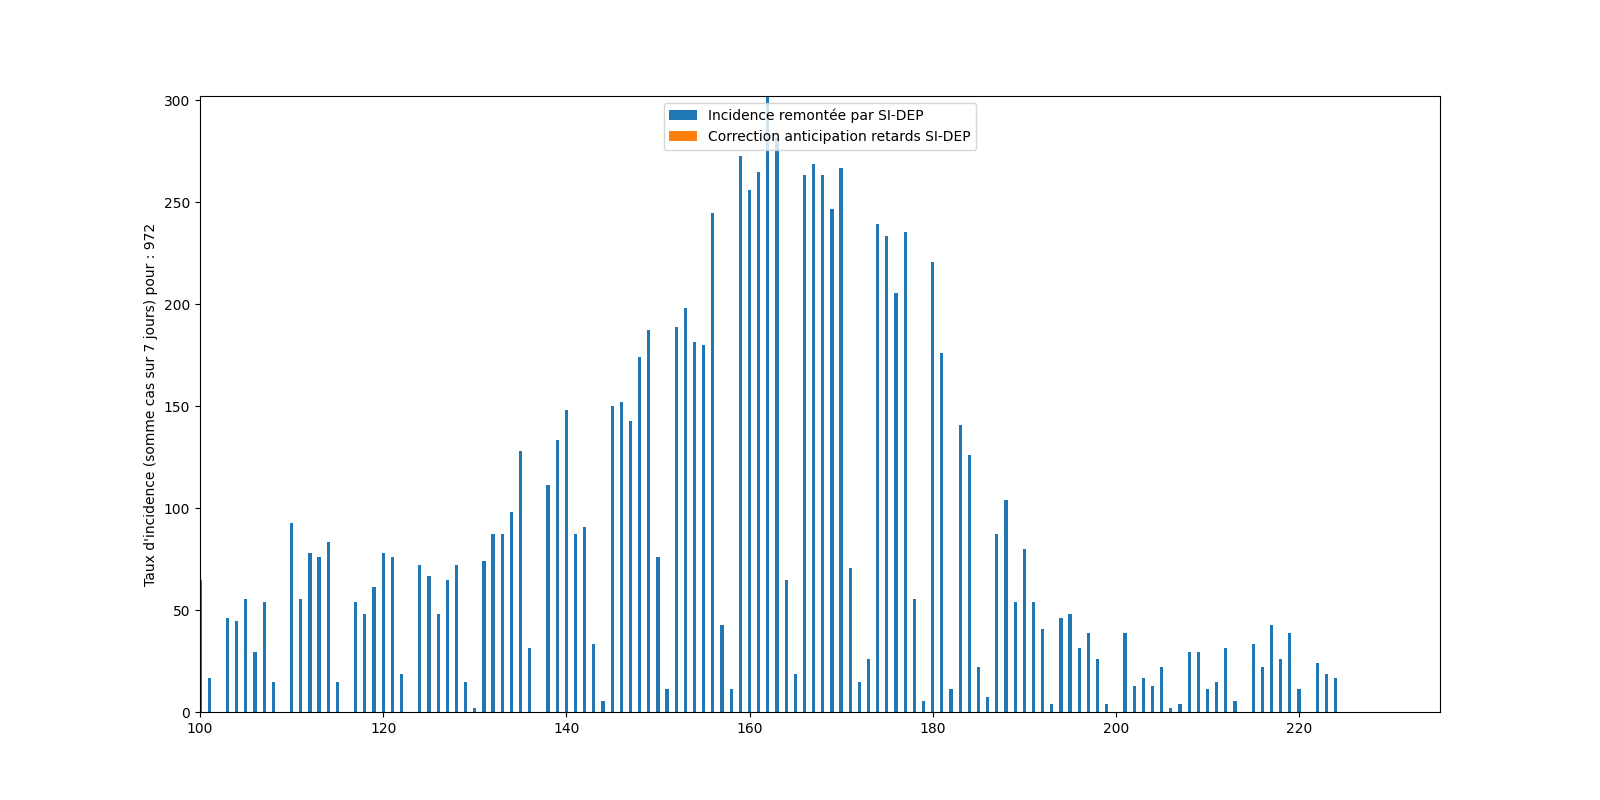 Incidence remontée par SI-DEP
Correction anticipation retards SI-DEP
Taux d'incidence (somme cas sur 7 jours) pour : 972
300
250
200
150
100
50
0
100 120 140 160 180 200 220